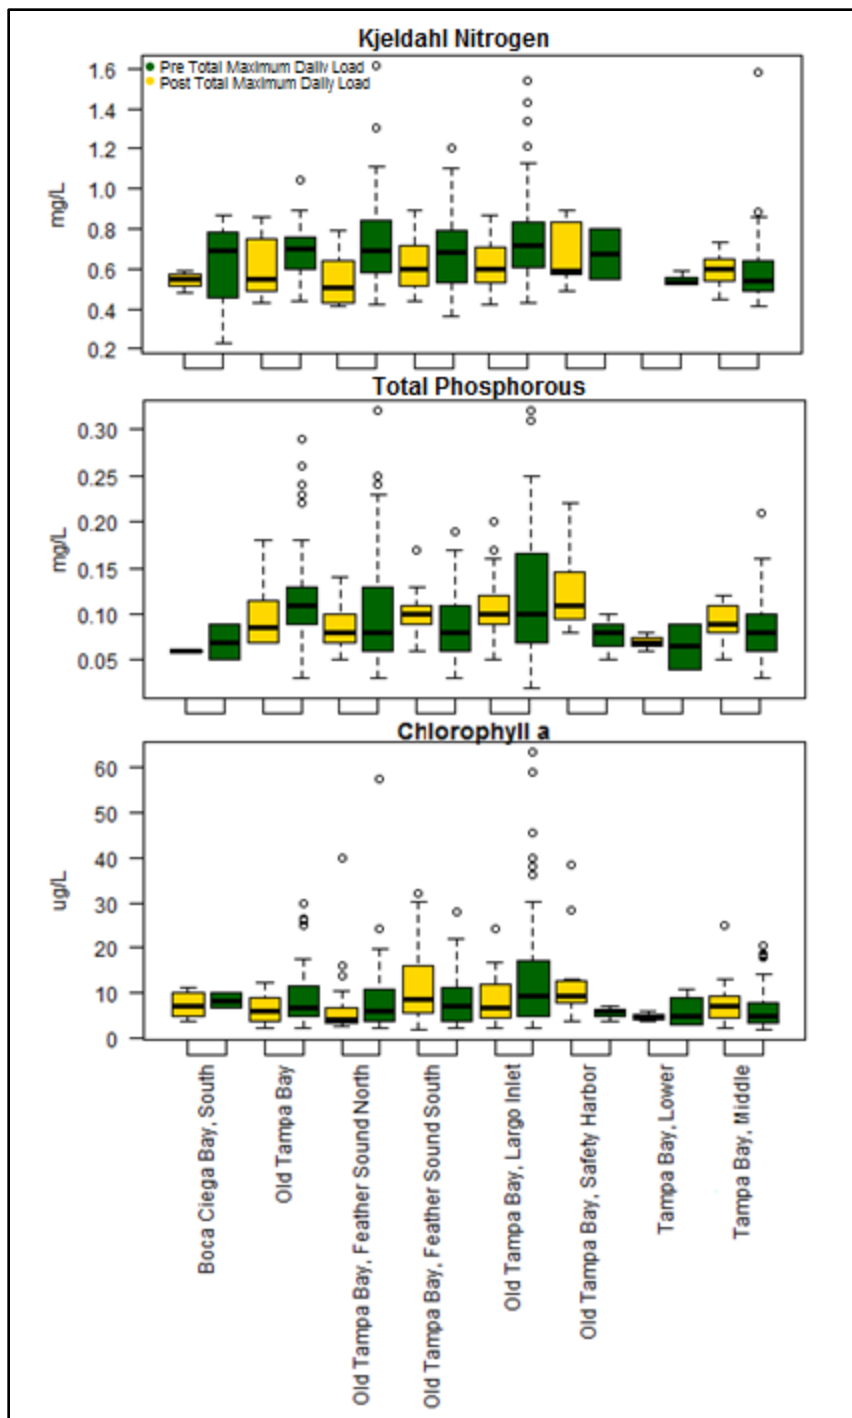 Kjeldahl Nitrogen
Pre Total Maximum Daily Load
Post Total Maximum Daily Load
1.6
1.4
1.2
1.0
0.8
0.6
0.4
0.2
mg/L
Total Phosphorous
0.30
0.25
0.20
0.15
0.10
0.05
mg/L
Chlorophyll a
60
50
40
30
20
10
0
ug/L
Boca Ciega Bay, South
Old Tampa Bay
Old Tampa Bay, Feather Sound North
Old Tampa Bay, Feather Sound South
Old Tampa Bay, Largo Inlet
Old Tampa Bay, Safety Harbor
Tampa Bay, Lower
Tampa Bay, Middle